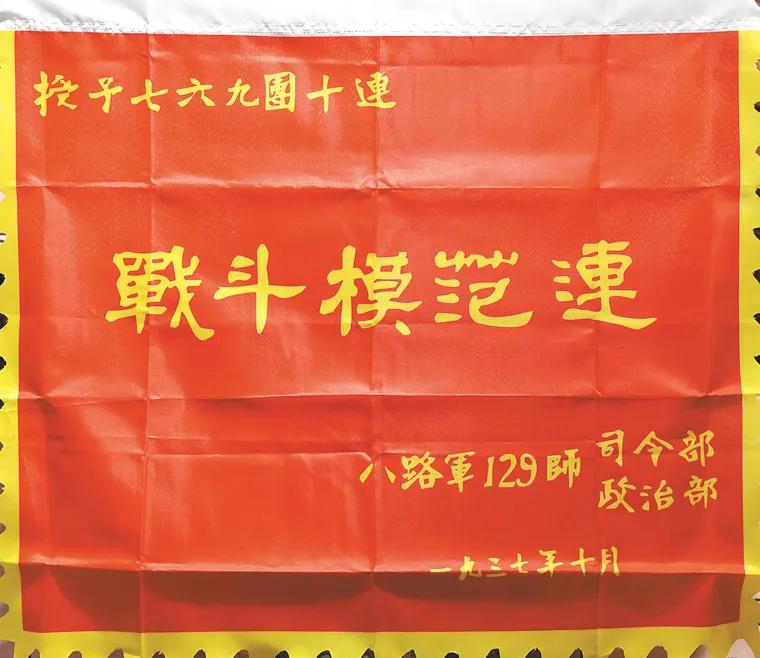 授予七六九團十連
戰斗模范連
八路軍129師 司令部
政治部
一九三七年十月